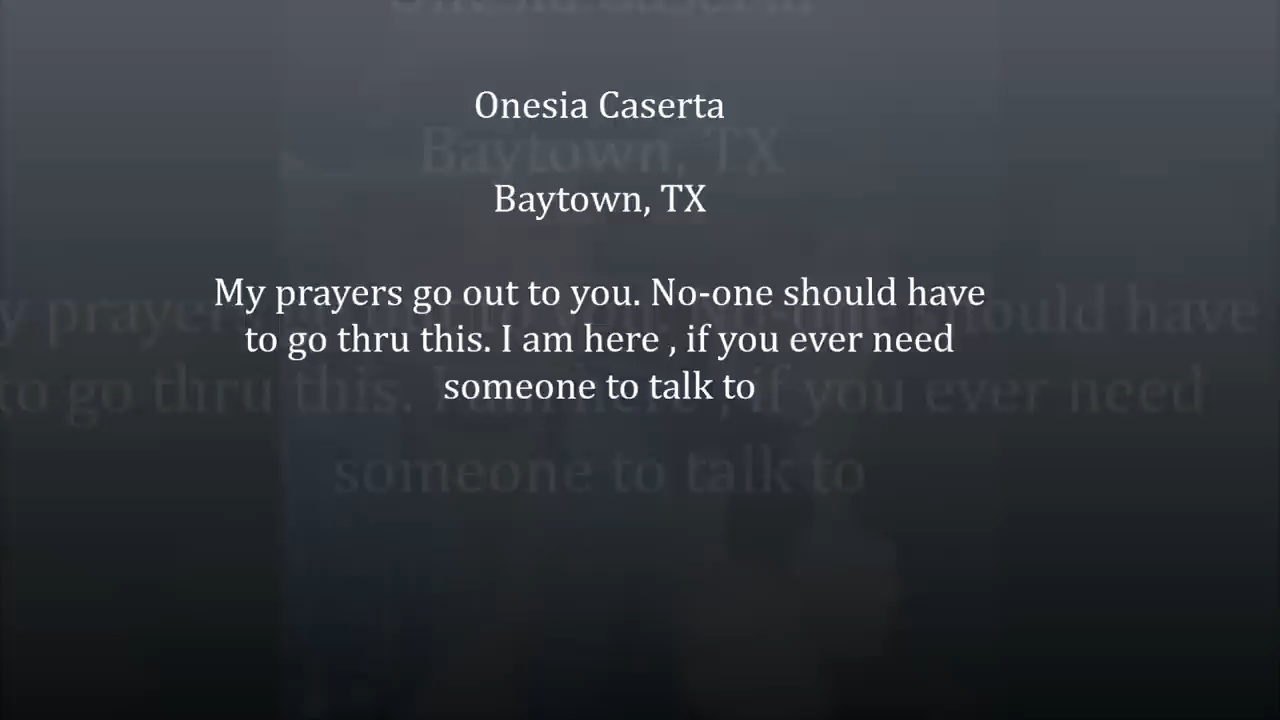 Onesia Caserta
Baytown, TX
My prayers go out to you. No-one should have
to go thru this. I am here , if you ever need
someone to talk to